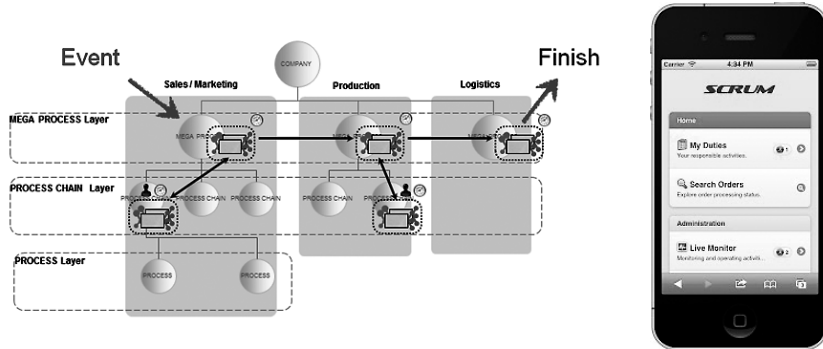 Event
Finish
COMPANY
Sales / Marketing
Production
Logistics
MEGA PROCESS Layer
PROCESS CHAIN Layer
PROCESS CHAIN
PROCESS CHAIN
PROCESS CHAIN
PROCESS Layer
PROCESS
PROCESS
Carrier
4:34 PM
SCRUM
Home
My Duties
1
Your responsible activities.
Search Orders
Explore order processing status.
Administration
Live Monitor
2
Monitoring and operating activiti...